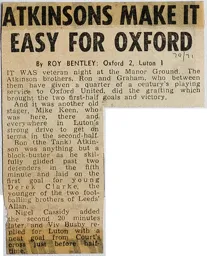 ATKINSONS MAKE IT
EASY FOR OXFORD
70/71
By ROY BENTLEY: Oxford 2, Luton 1
IT WAS veteran night at the Manor Ground. The
Atkinson brothers, Ron and Graham, who between
them have given a quarter of a century's playing
service to Oxford United, did the grafting which
brought the two first-half goals and victory.
And it was another
old stager, Mike Keen,
who was here, and
everywhere in Luton's
strong drive to get on
terms in the second-half.
Ron (the Tank) Atkin-
son was anything but a
block-buster as he skil-
fully glided past two
defenders in the fifth
minute and laid on the
first goal for young
Derek Clarke, the
younger of the two foot-
balling brothers of Leeds'
Allan.
Nigel Cassidy added
the second 20 minutes
later, and Viv Busby re-
plied for Luton with a
neat goal from Court's
cross just before half-
time.